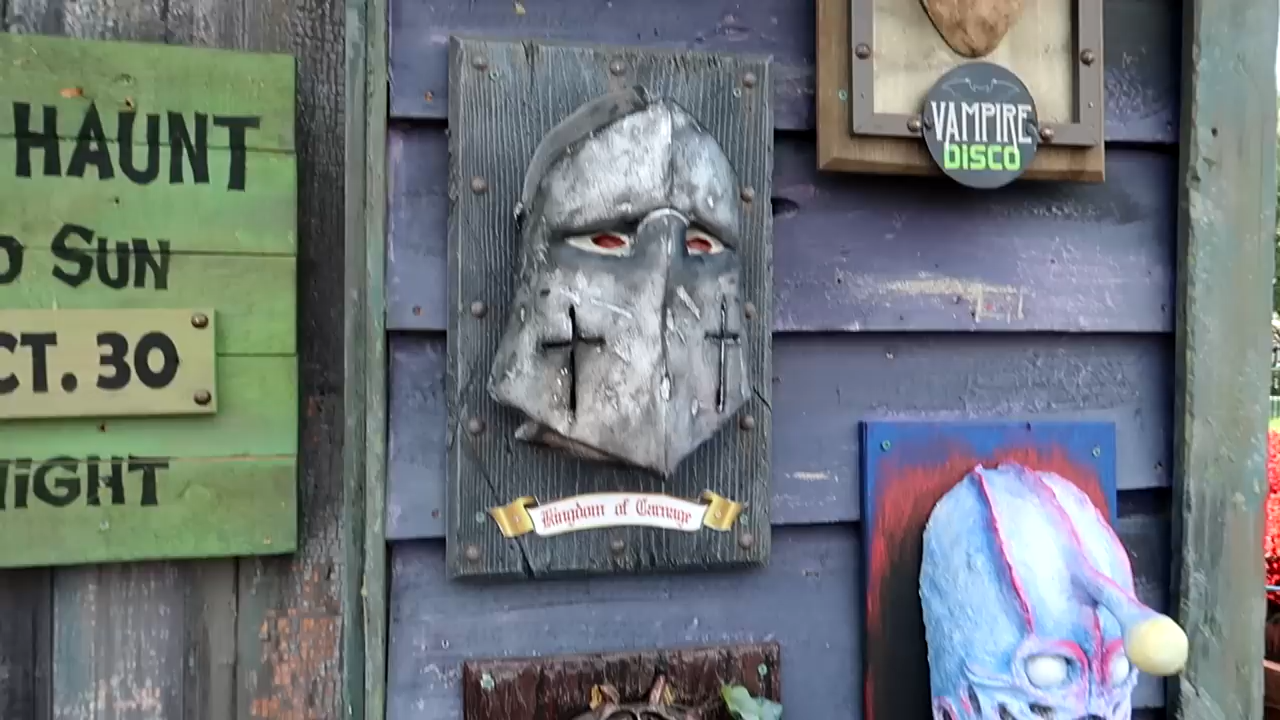 HAUNT
SUN
CT. 30
NIGHT
Kingdom of Carnage
VAMPIRE
DISCO